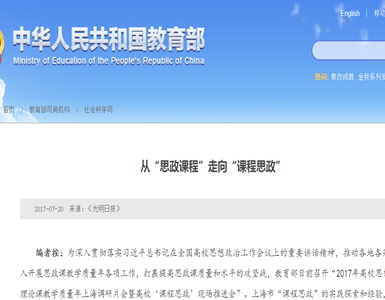 English | 移动
中华人民共和国教育部
Ministry of Education of the People's Republic of China
热词： 教改成就 金秋系列发
首页 > 教育部司局机构 > 社会科学司
从“思政课程”走向“课程思政”
2017-07-20 来源：《光明日报》
编者按：为深入贯彻落实习近平总书记在全国高校思想政治工作会议上的重要讲话精神，推动各地各高
入开展思政课教学质量年各项工作，打赢提高思政课质量和水平的攻坚战，教育部日前召开“2017年高校思想
理论课教学质量年上海调研片会暨高校‘课程思政’现场推进会”。上海市“课程思政”的实践探索和经验，